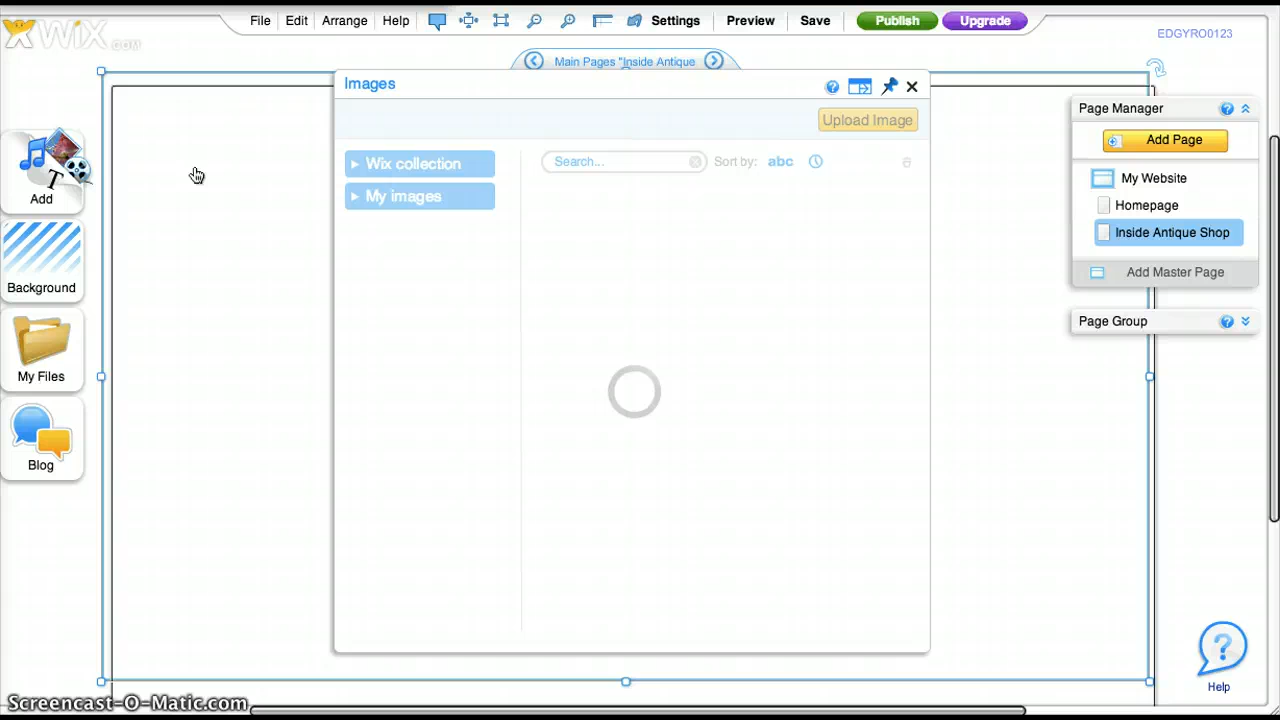 File Edit Arrange Help Settings Preview Save Publish Upgrade
WiX.COM
EDGYRO0123
Main Pages "Inside Antique
Images
Upload Image
Wix collection
Search... Sort by: abc
My images
Add
Background
My Files
Blog
Page Manager
Add Page
My Website
Homepage
Inside Antique Shop
Add Master Page
Page Group
Help
Screencast-O-Matic.com